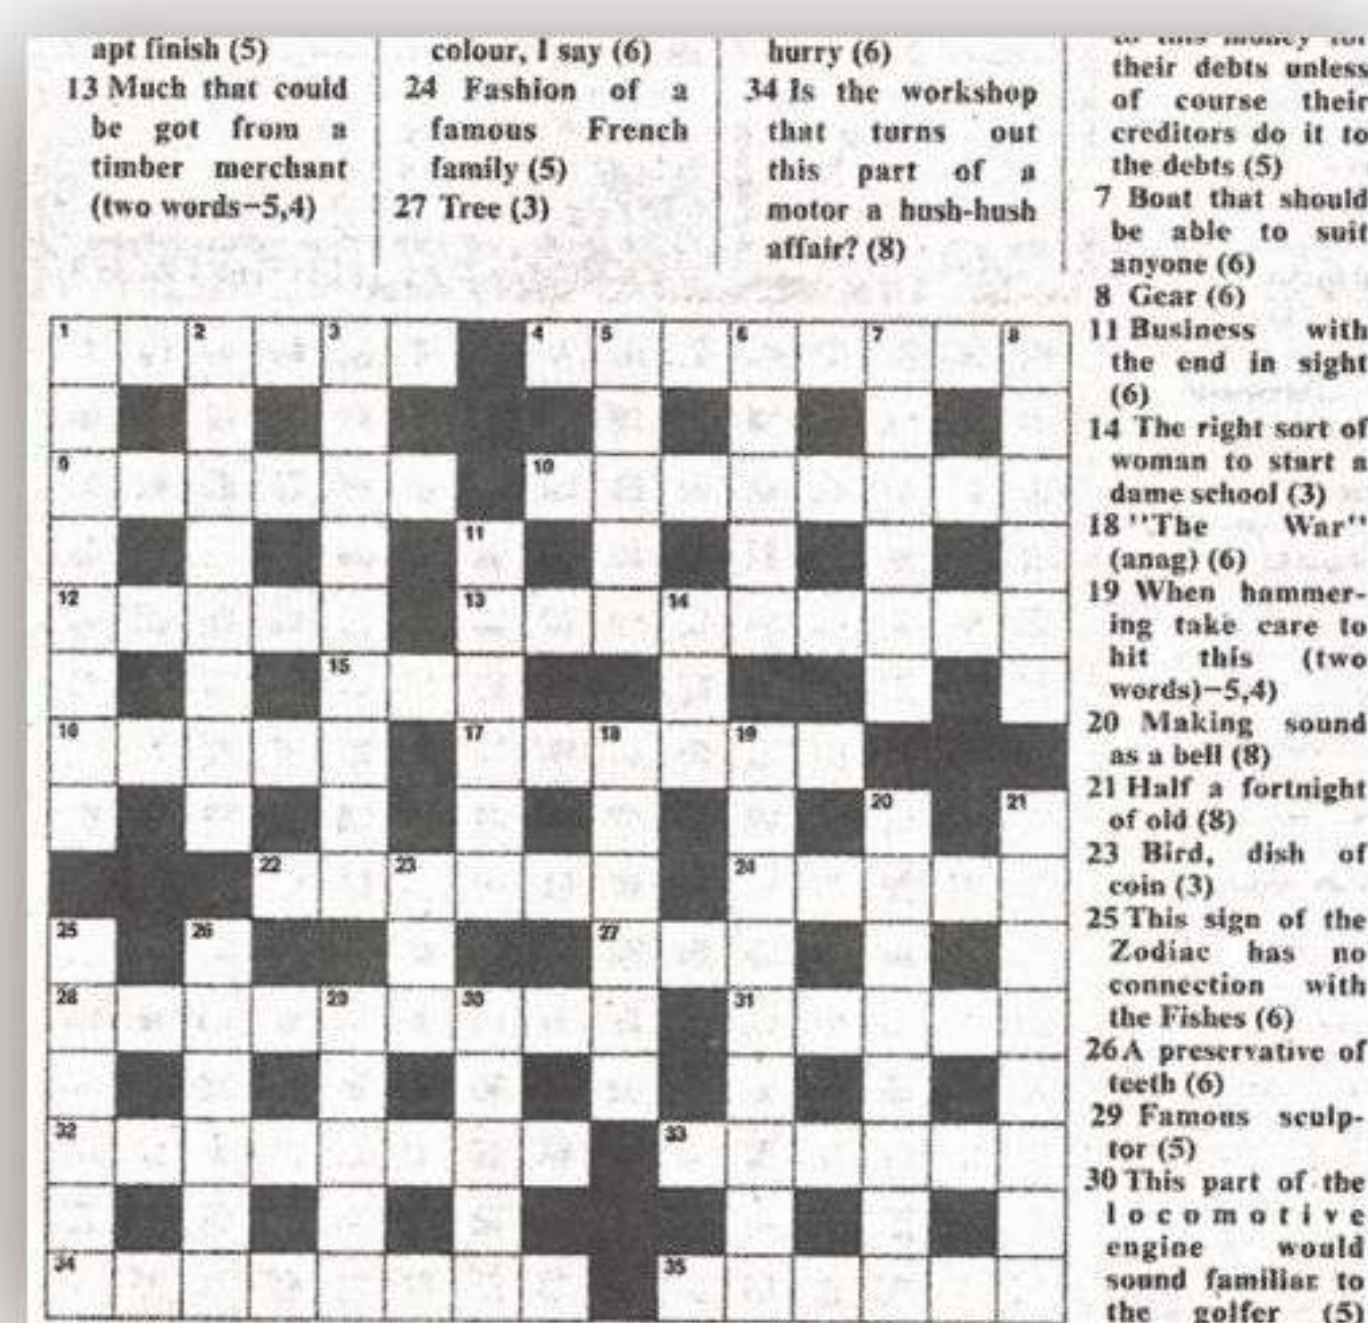 apt finish (5)
13 Much that could
be got from a
timber merchant
(two words-5,4)
colour, I say (6)
24 Fashion of a
famous French
family (5)
27 Tree (3)
hurry (6)
34 Is the workshop
that turns out
this part of a
motor a hush-hush
affair? (8)
to this money for
their debts unless
of course their
creditors do it to
the debts (5)
7 Boat that should
be able to suit
anyone (6)
8 Gear (6)
11 Business with
the end in sight
(6)
14 The right sort of
woman to start a
dame school (3)
18 "The War"
(anag) (6)
19 When hammer-
ing take care to
hit this (two
words)-5,4)
20 Making sound
as a bell (8)
21 Half a fortnight
of old (8)
23 Bird, dish of
coin (3)
25 This sign of the
Zodiac has no
connection with
the Fishes (6)
26 A preservative of
teeth (6)
29 Famous sculp-
tor (5)
30 This part of the
locomotive
engine would
sound familiar to
the golfer (5)
1 2 3 4 5 6 7 8
9 10
11
12 13 14
15
16 17 18 19
20 21
22 23 24
25 26 27
28 29 30 31
32 33
34 35